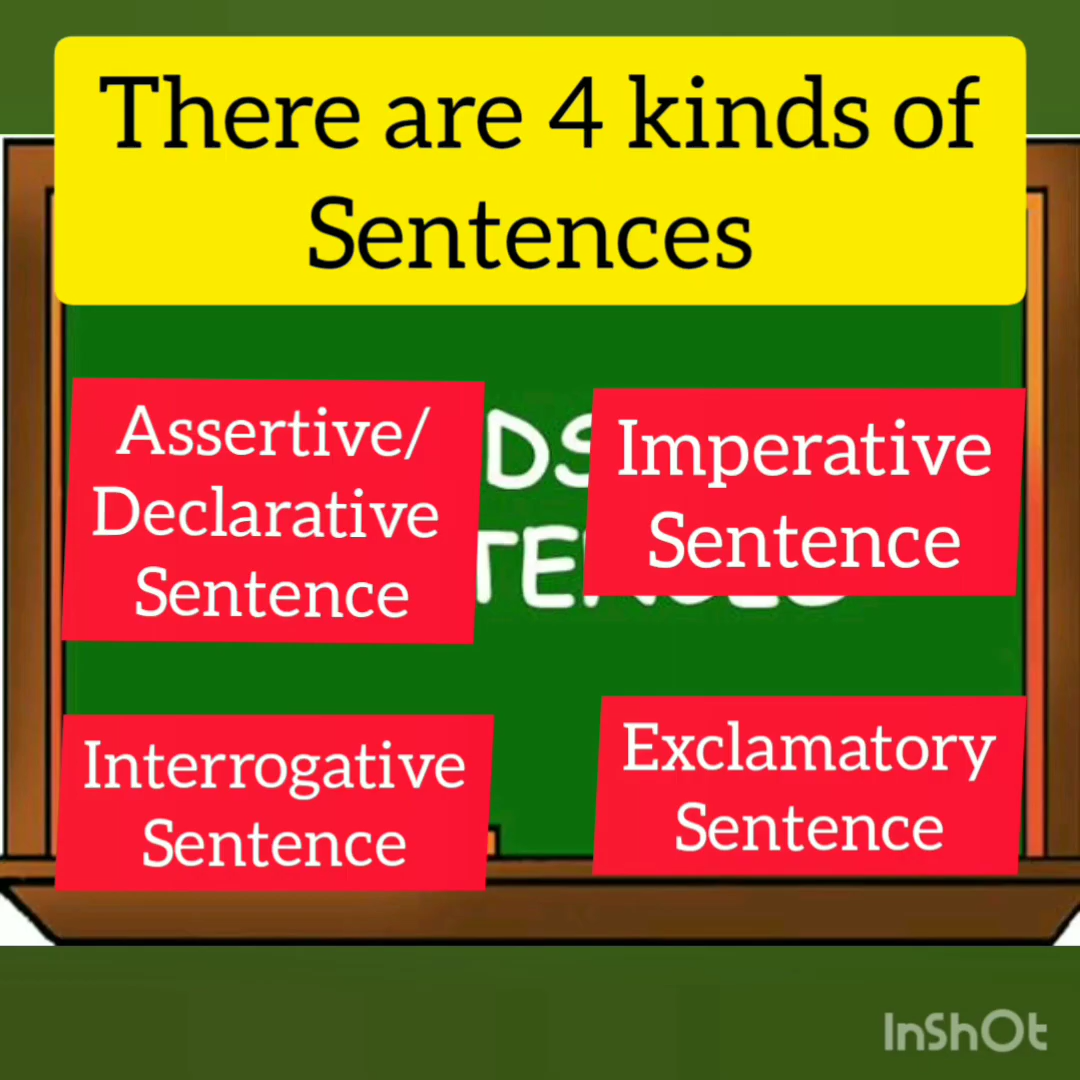 There are 4 kinds of
Sentences
Assertive/
Declarative
Sentence
Imperative
Sentence
Interrogative
Sentence
Exclamatory
Sentence
InShOt